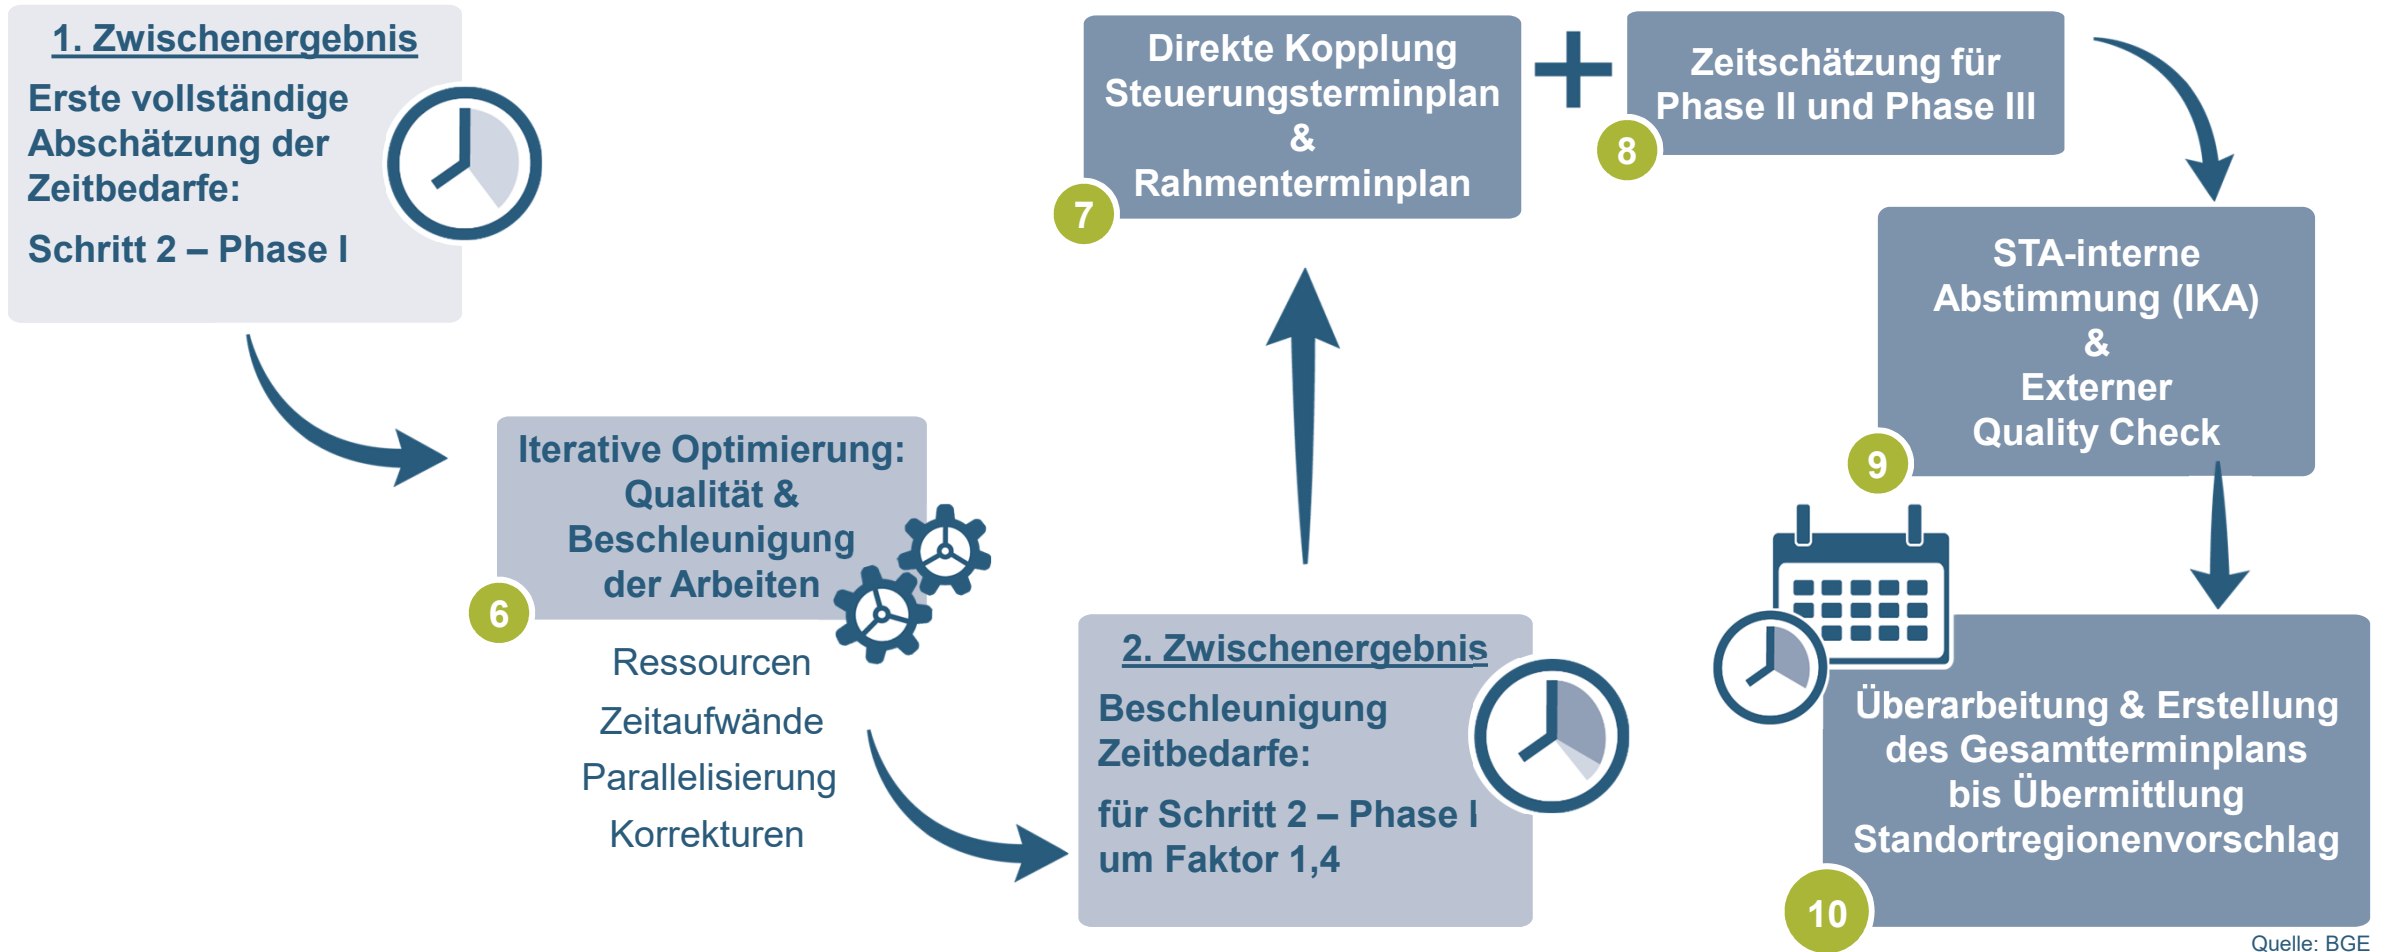 1. Zwischenergebnis
Erste vollständige
Abschätzung der
Zeitbedarfe:
Schritt 2 – Phase I
Iterative Optimierung:
Qualität &
Beschleunigung
der Arbeiten
6
Ressourcen
Zeitaufwände
Parallelisierung
Korrekturen
2. Zwischenergebnis
Beschleunigung
Zeitbedarfe:
für Schritt 2 – Phase I
um Faktor 1,4
Direkte Kopplung
Steuerungsterminplan
&
Rahmenterminplan
7
+
Zeitschätzung für
Phase II und Phase III
8
STA-interne
Abstimmung (IKA)
&
Externer
Quality Check
9
Überarbeitung & Erstellung
des Gesamtterminplans
bis Übermittlung
Standortregionenvorschlag
10
Quelle: BGE